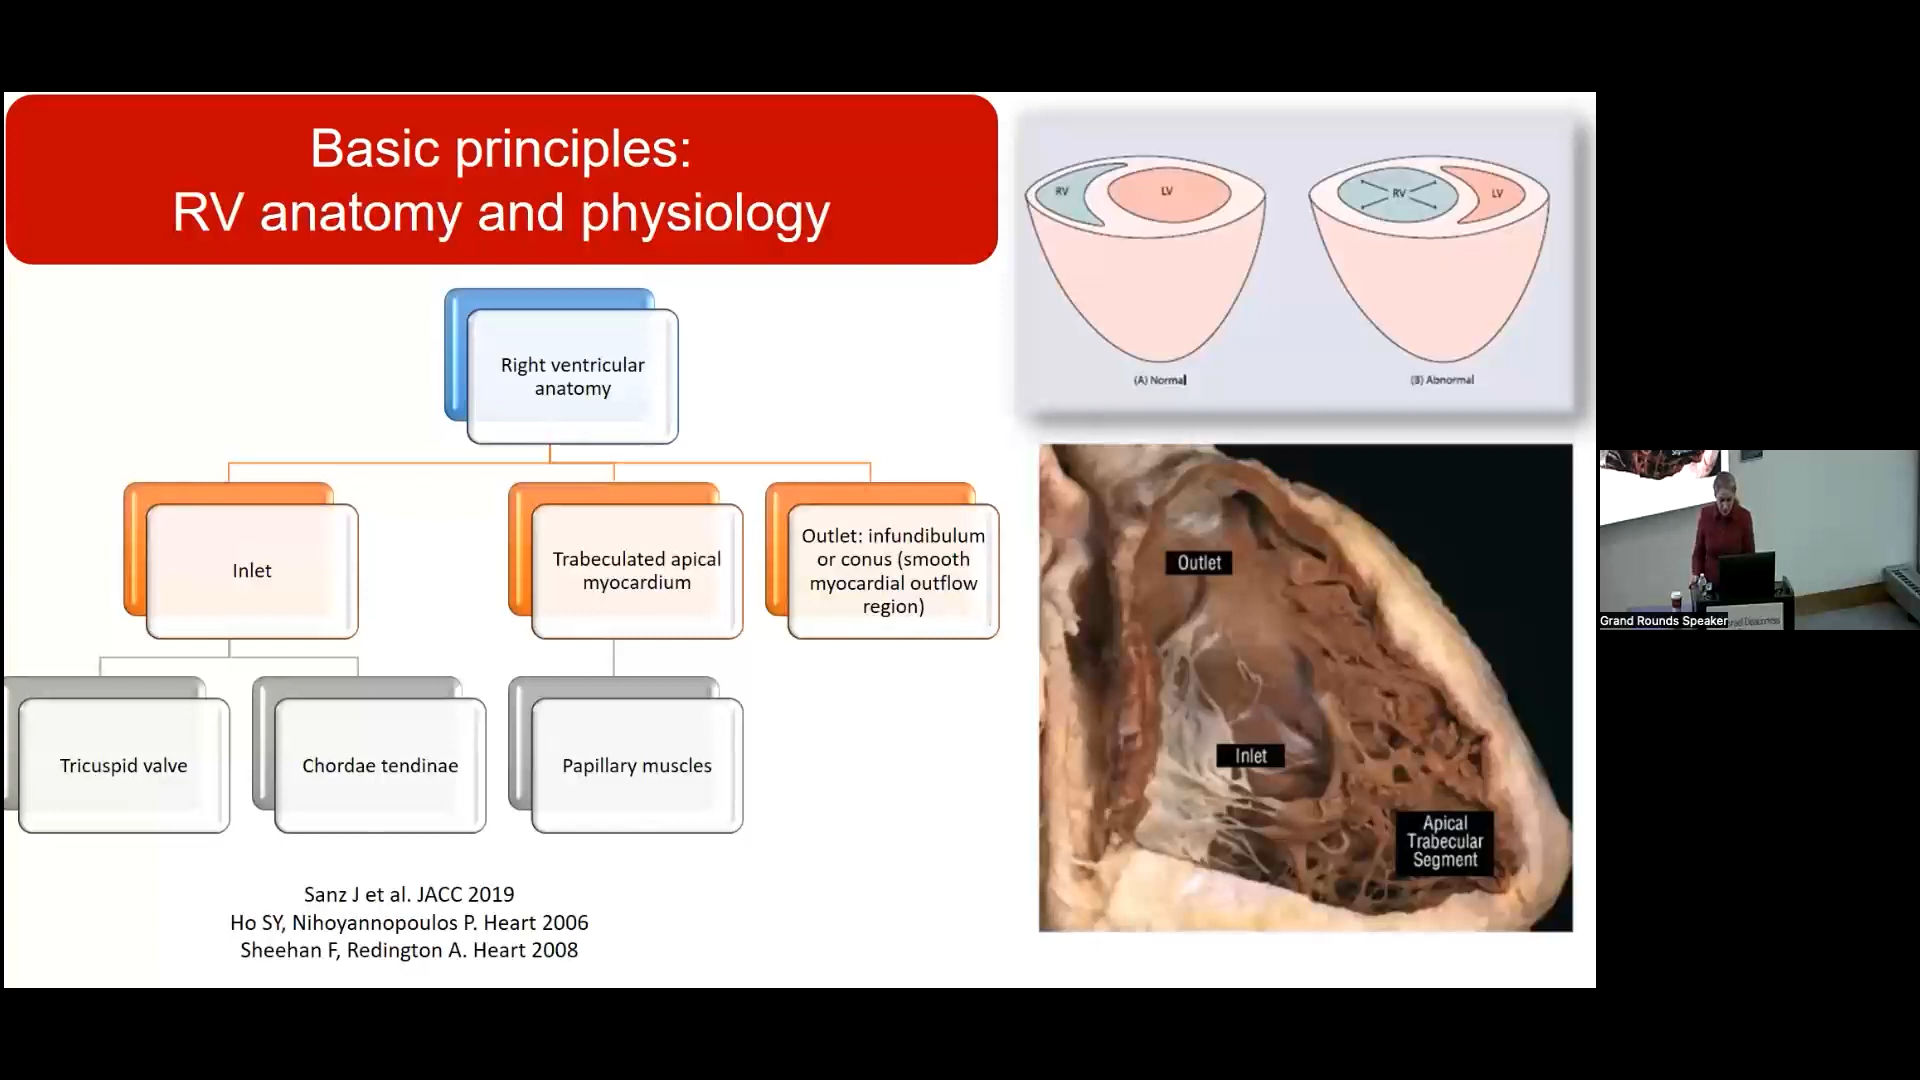 Basic principles:
RV anatomy and physiology
Right ventricular
anatomy
Inlet
Trabeculated apical
myocardium
Outlet: infundibulum
or conus (smooth
myocardial outflow
region)
Tricuspid valve
Chordae tendinae
Papillary muscles
Sanz J et al. JACC 2019
Ho SY, Nihoyannopoulos P. Heart 2006
Sheehan F, Redington A. Heart 2008
RV
LV
RV
LV
(A) Normal
(B) Abnormal
Outlet
Inlet
Apical
Trabecular
Segment
Grand Rounds Speaker
Deaconess